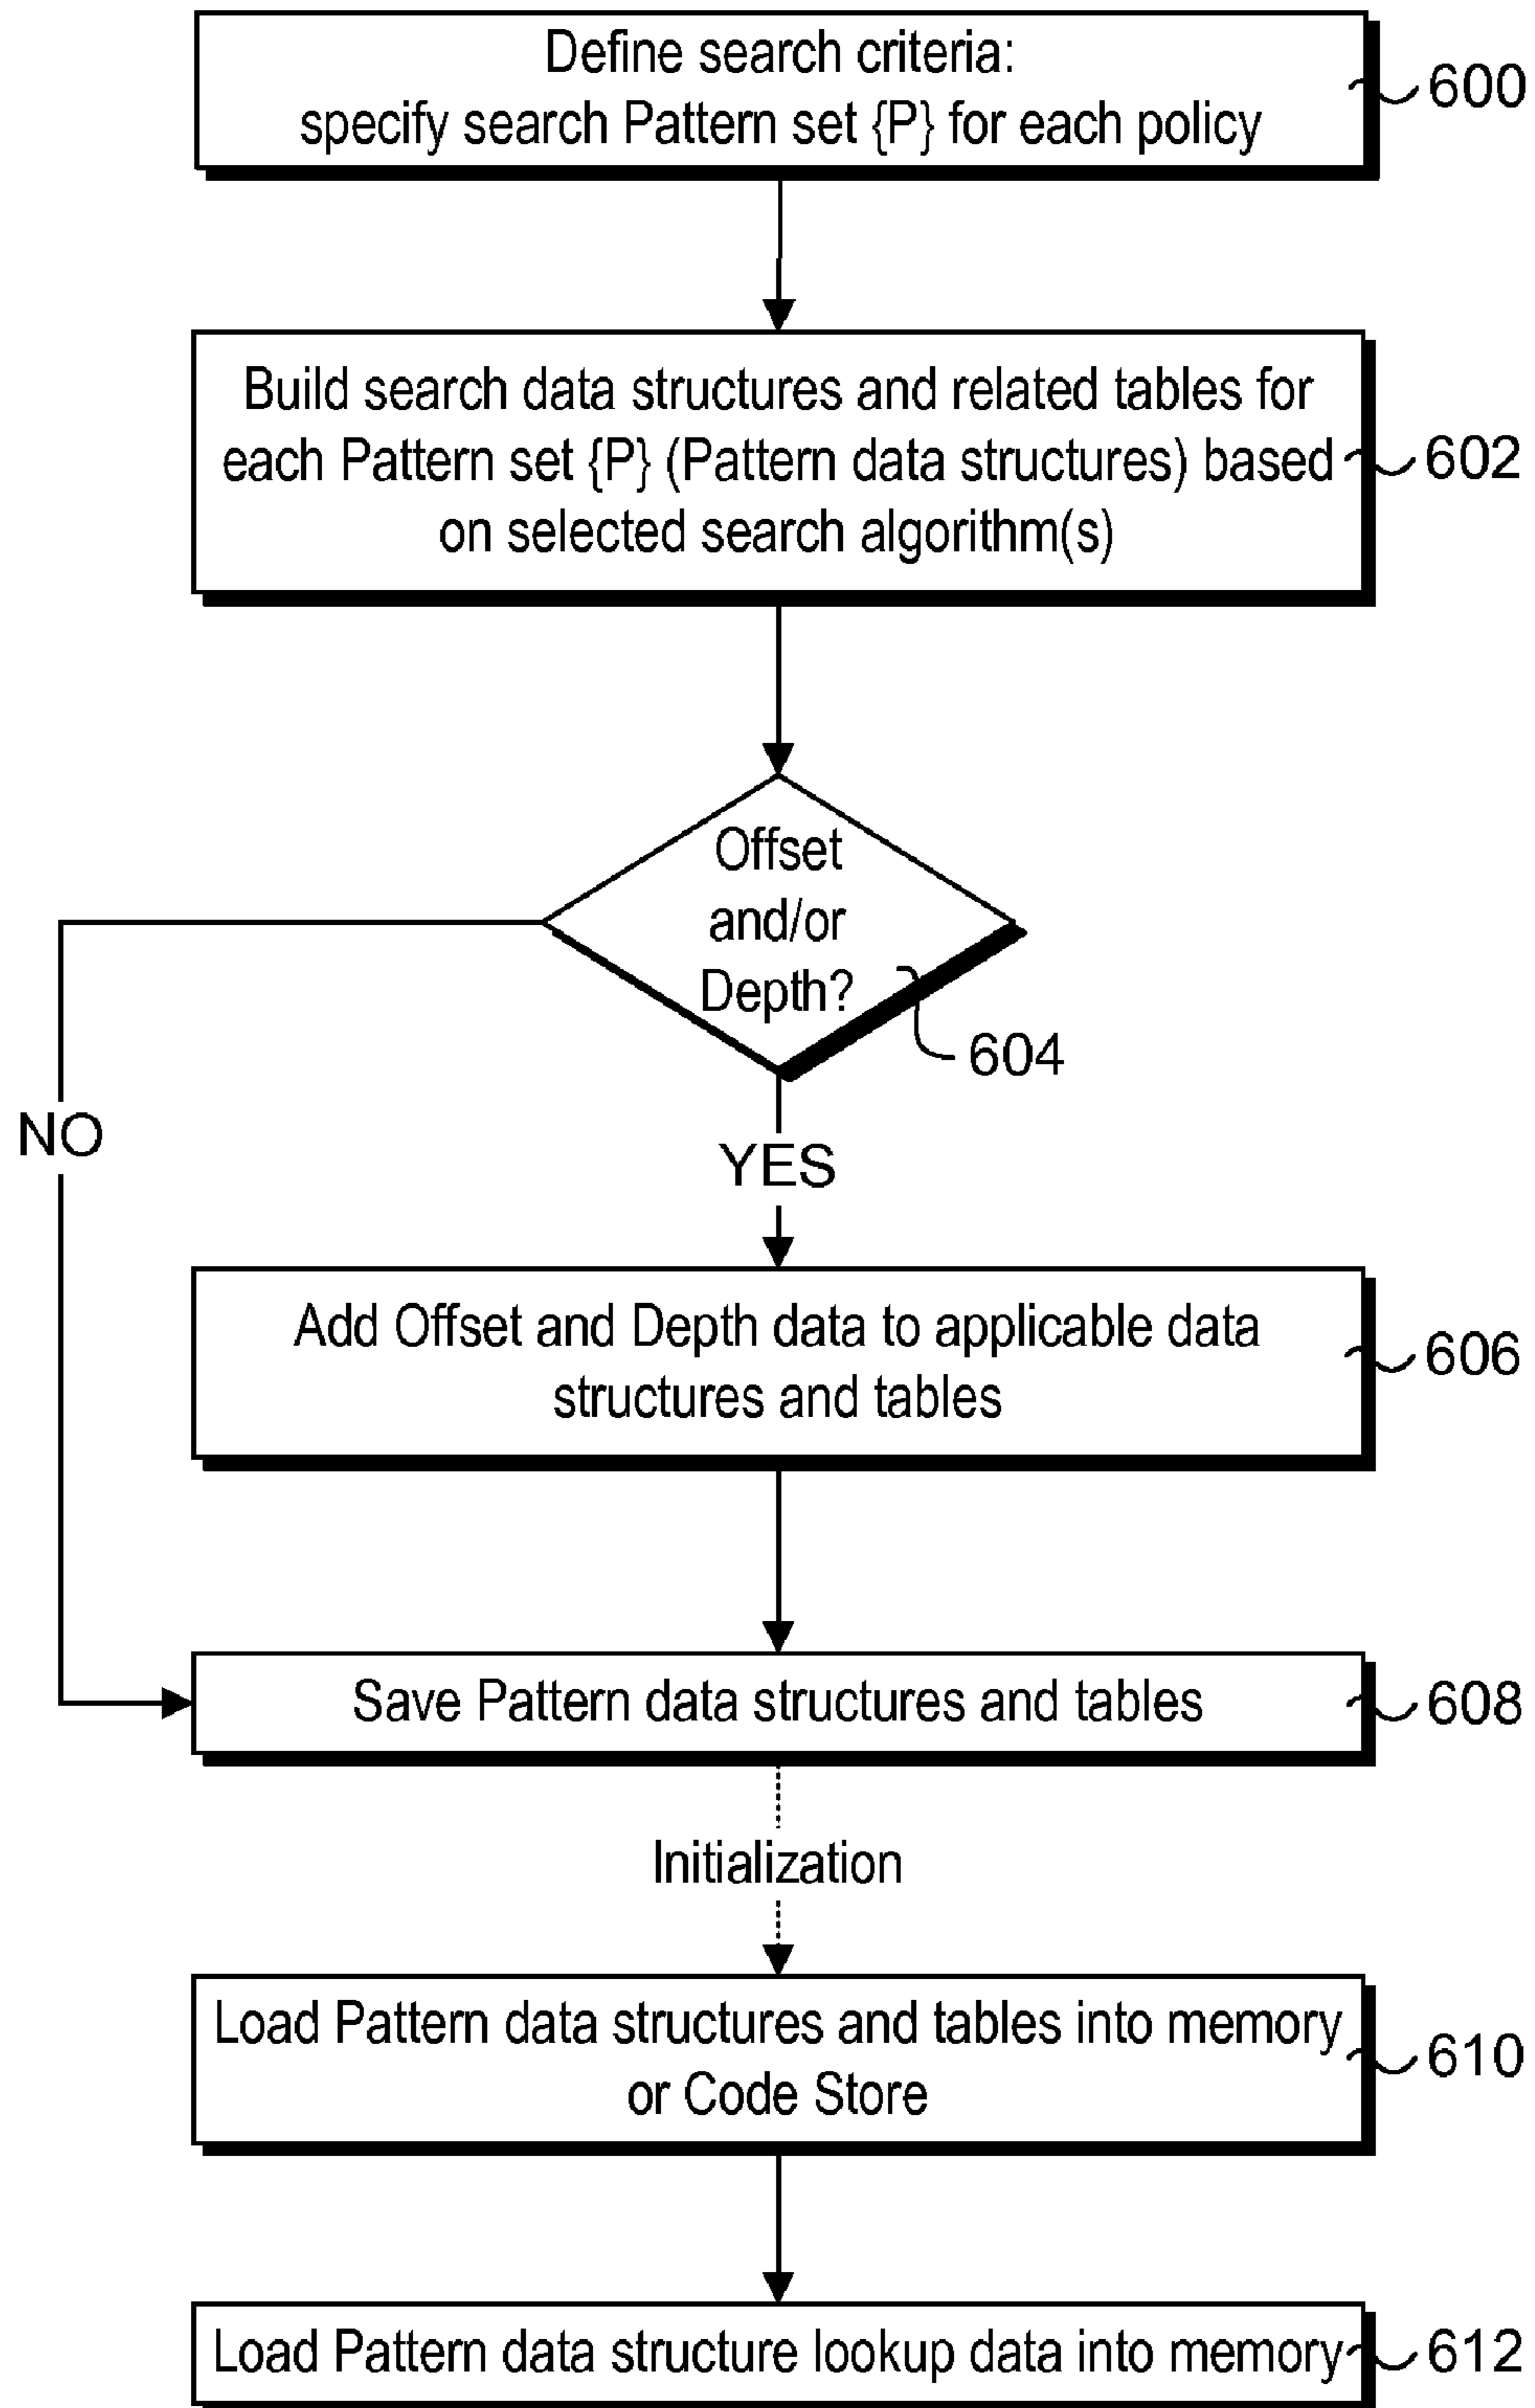 Define search criteria:
specify search Pattern set {P} for each policy
600
Build search data structures and related tables for
each Pattern set {P} (Pattern data structures) based
on selected search algorithm(s)
602
Offset
and/or
Depth?
604
NO
YES
Add Offset and Depth data to applicable data
structures and tables
606
Save Pattern data structures and tables
608
Initialization
Load Pattern data structures and tables into memory
or Code Store
610
Load Pattern data structure lookup data into memory
612